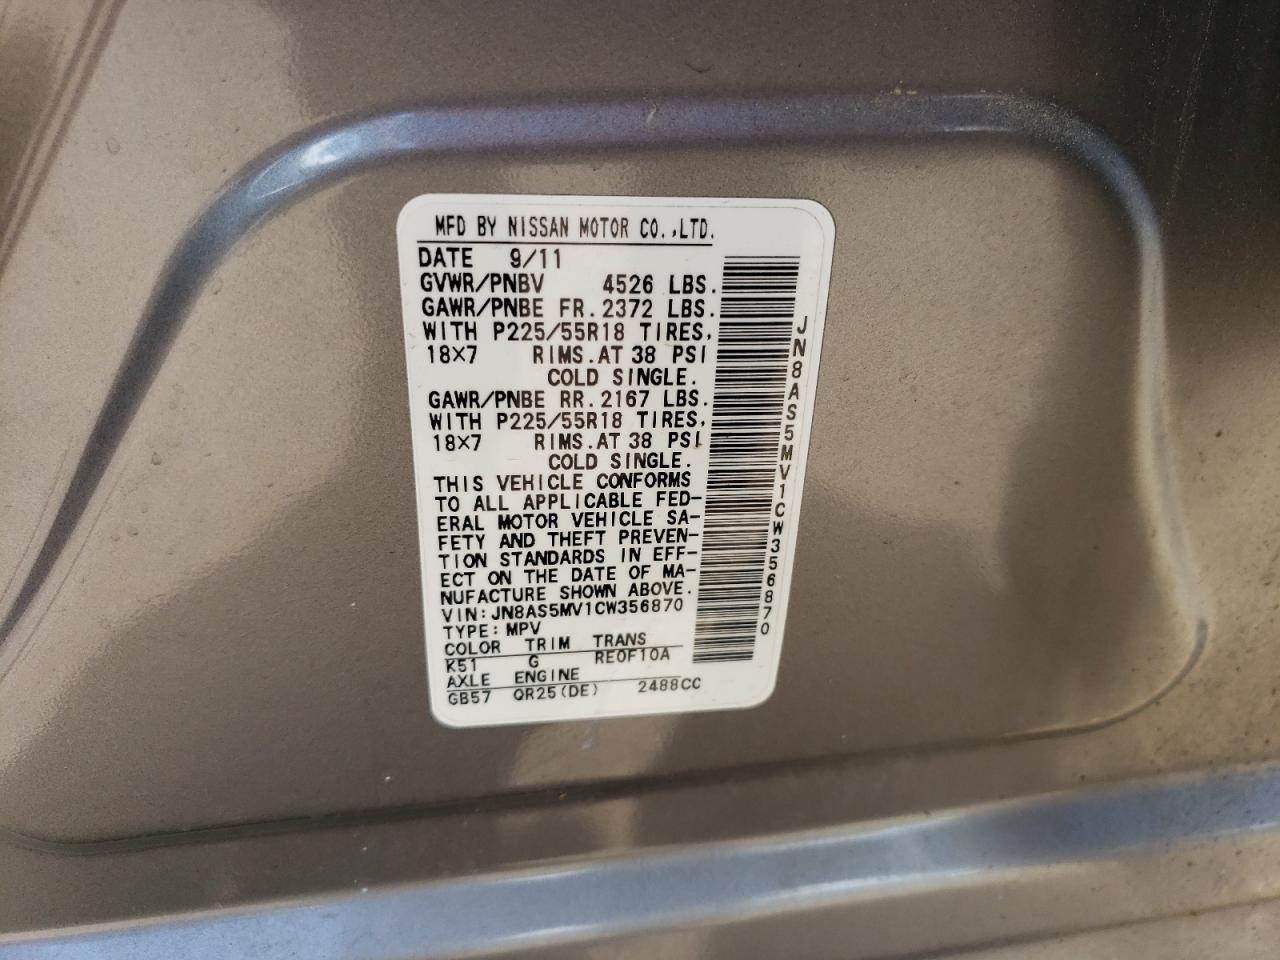 MFD BY NISSAN MOTOR CO.,LTD.
DATE 9/11
GVWR/PNBV 4526 LBS.
GAWR/PNBE FR.2372 LBS.
WITH P225/55R18 TIRES,
18×7 RIMS.AT 38 PSI
COLD SINGLE.
GAWR/PNBE RR.2167 LBS.
WITH P225/55R18 TIRES,
18×7 RIMS.AT 38 PSI
COLD SINGLE.
THIS VEHICLE CONFORMS
TO ALL APPLICABLE FED-
ERAL MOTOR VEHICLE SA-
FETY AND THEFT PREVEN-
TION STANDARDS IN EFF-
ECT ON THE DATE OF MA-
NUFACTURE SHOWN ABOVE.
VIN:JN8AS5MV1CW356870
TYPE:MPV
COLOR TRIM TRANS
K51 G RE0F10A
AXLE ENGINE
GB57 QR25(DE) 2488CC
JN8AS5MV1CW356870